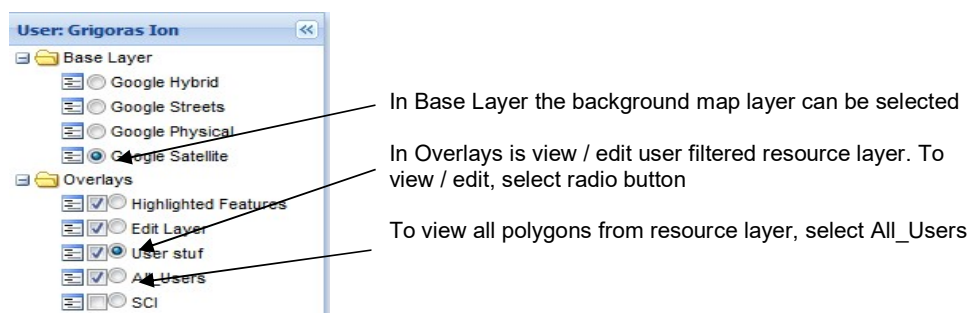 User: Grigoras Ion
Base Layer
Google Hybrid
Google Streets
Google Physical
Google Satellite
Overlays
Highlighted Features
Edit Layer
User stuf
All_Users
SCI
In Base Layer the background map layer can be selected
In Overlays is view / edit user filtered resource layer. To
view / edit, select radio button
To view all polygons from resource layer, select All_Users